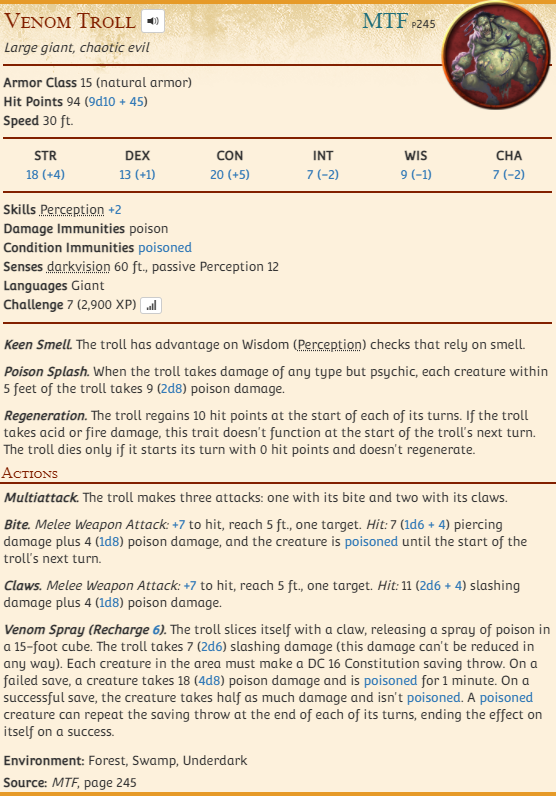 Venom Troll MTF p245
Large giant, chaotic evil
Armor Class 15 (natural armor)
Hit Points 94 (9d10 + 45)
Speed 30 ft.
STR DEX CON INT WIS CHA
18 (+4) 13 (+1) 20 (+5) 7 (−2) 9 (−1) 7 (−2)
Skills Perception +2
Damage Immunities poison
Condition Immunities poisoned
Senses darkvision 60 ft., passive Perception 12
Languages Giant
Challenge 7 (2,900 XP)
Keen Smell. The troll has advantage on Wisdom (Perception) checks that rely on smell.
Poison Splash. When the troll takes damage of any type but psychic, each creature within
5 feet of the troll takes 9 (2d8) poison damage.
Regeneration. The troll regains 10 hit points at the start of each of its turns. If the troll
takes acid or fire damage, this trait doesn't function at the start of the troll's next turn.
The troll dies only if it starts its turn with 0 hit points and doesn't regenerate.
Actions
Multiattack. The troll makes three attacks: one with its bite and two with its claws.
Bite. Melee Weapon Attack: +7 to hit, reach 5 ft., one target. Hit: 7 (1d6 + 4) piercing
damage plus 4 (1d8) poison damage, and the creature is poisoned until the start of the
troll's next turn.
Claws. Melee Weapon Attack: +7 to hit, reach 5 ft., one target. Hit: 11 (2d6 + 4) slashing
damage plus 4 (1d8) poison damage.
Venom Spray (Recharge 6). The troll slices itself with a claw, releasing a spray of poison in
a 15-foot cube. The troll takes 7 (2d6) slashing damage (this damage can't be reduced in
any way). Each creature in the area must make a DC 16 Constitution saving throw. On a
failed save, a creature takes 18 (4d8) poison damage and is poisoned for 1 minute. On a
successful save, the creature takes half as much damage and isn't poisoned. A poisoned
creature can repeat the saving throw at the end of each of its turns, ending the effect on
itself on a success.
Environment: Forest, Swamp, Underdark
Source: MTF, page 245